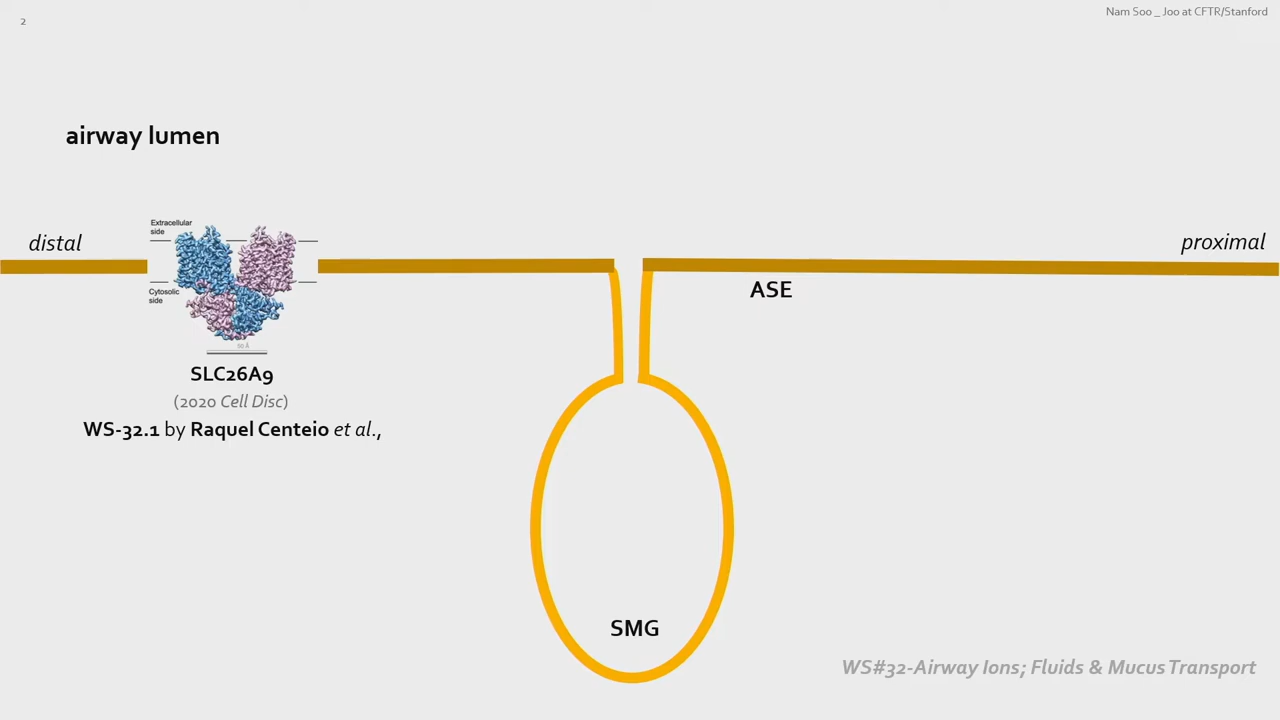 2
Nam Soo _ Joo at CFTR/Stanford
airway lumen
distal
Extracellular
side
Cytosolic
side
50 Å
SLC26A9
(2020 Cell Disc)
WS-32.1 by Raquel Centeio et al.,
proximal
ASE
SMG
WS#32-Airway Ions; Fluids & Mucus Transport